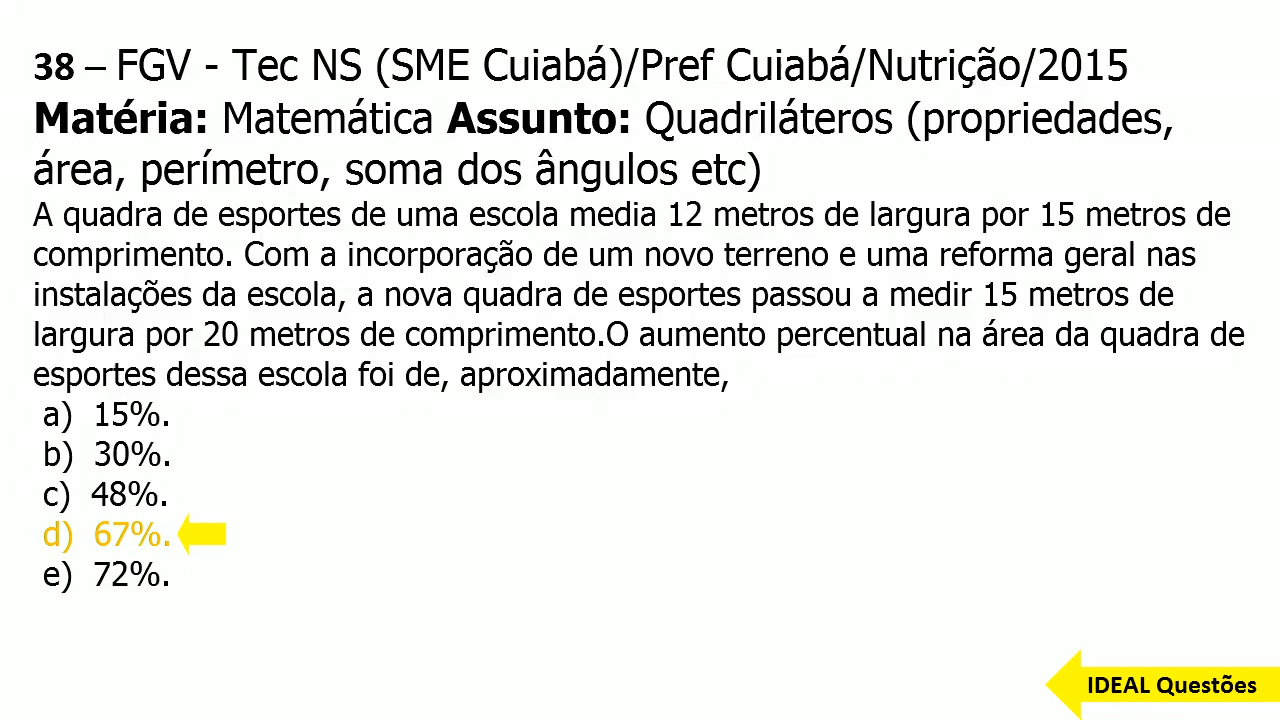 38 – FGV - Tec NS (SME Cuiabá)/Pref Cuiabá/Nutrição/2015
Matéria: Matemática Assunto: Quadriláteros (propriedades,
área, perímetro, soma dos ângulos etc)
A quadra de esportes de uma escola media 12 metros de largura por 15 metros de
comprimento. Com a incorporação de um novo terreno e uma reforma geral nas
instalações da escola, a nova quadra de esportes passou a medir 15 metros de
largura por 20 metros de comprimento.O aumento percentual na área da quadra de
esportes dessa escola foi de, aproximadamente,
a) 15%.
b) 30%.
c) 48%.
d) 67%.
e) 72%.
IDEAL Questões